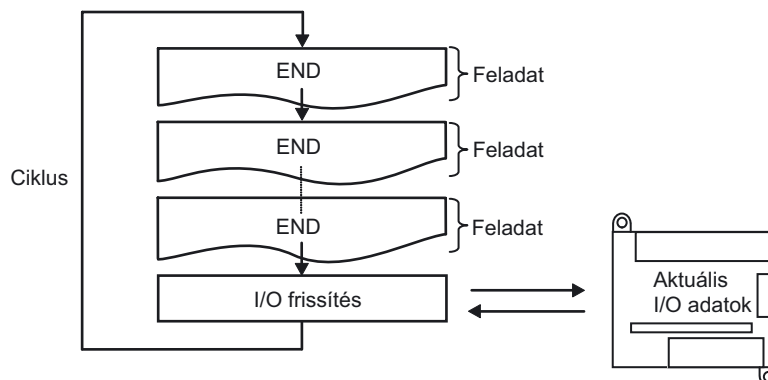 END
Feladat
END
Feladat
Ciklus
END
Feladat
I/O frissítés
Aktuális
I/O adatok